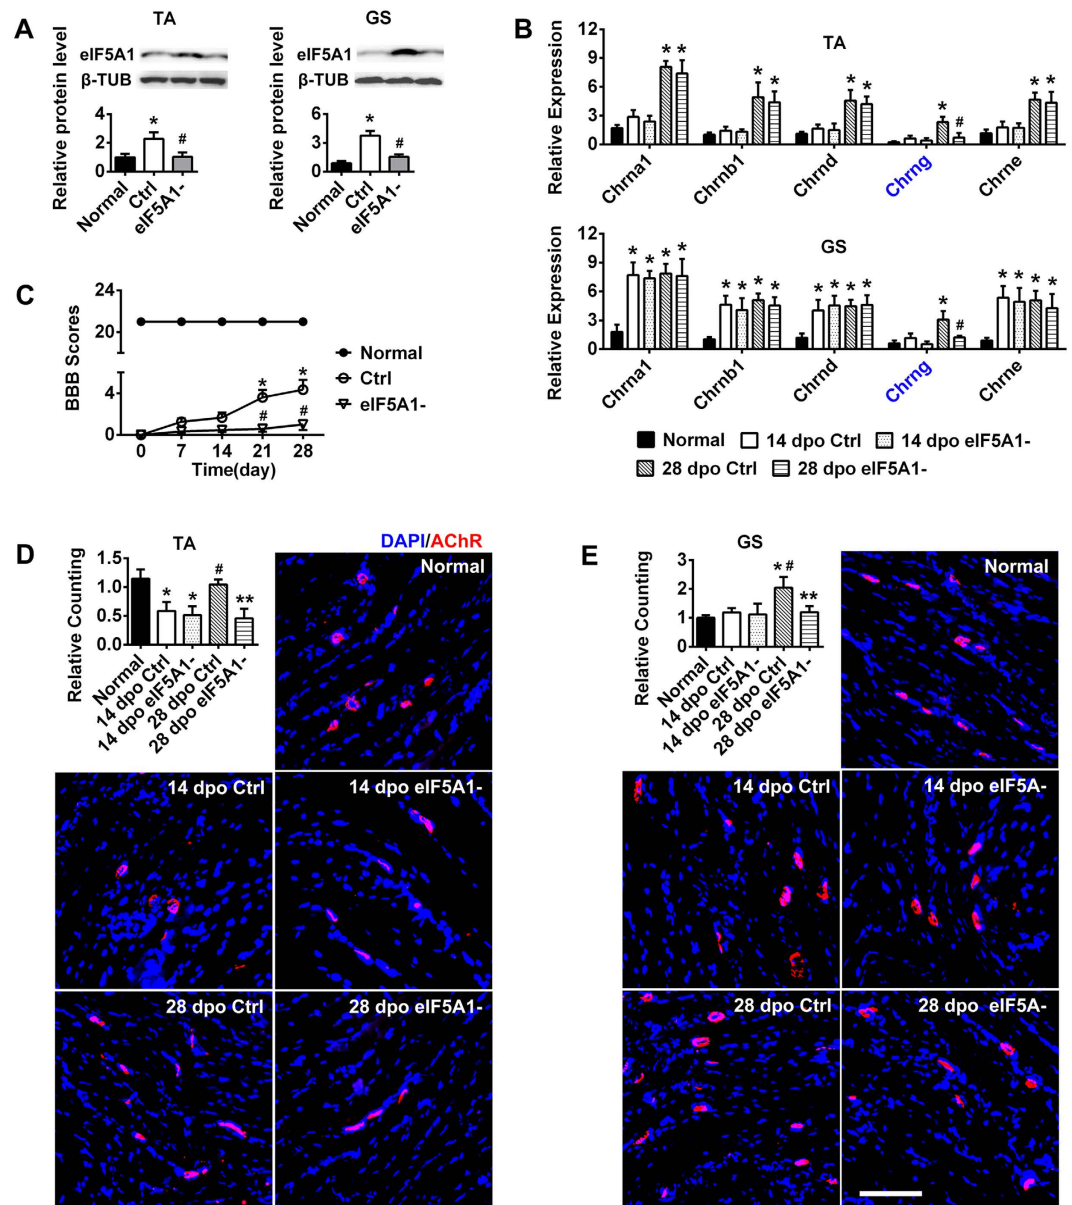 A
TA
GS
eIF5A1
β-TUB
eIF5A1
β-TUB
Relative protein level
4
2
0
*
#
Normal
Ctrl
eIF5A1-
Relative protein level
6
3
0
*
#
Normal
Ctrl
eIF5A1-
B
TA
Relative Expression
12
9
6
3
0
* * * * * * * # * *
Chrna1
Chrnb1
Chrnd
Chrng
Chrne
GS
Relative Expression
12
9
6
3
0
* * * * * * * * * * * * * # * * * *
Chrna1
Chrnb1
Chrnd
Chrng
Chrne
Normal
14 dpo Ctrl
14 dpo eIF5A1-
28 dpo Ctrl
28 dpo eIF5A1-
C
BBB Scores
24
20
4
0
* *
# #
0 7 14 21 28
Time(day)
Normal
Ctrl
eIF5A1-
D
TA
Relative Counting
1.5
1.0
0.5
0.0
* * # **
Normal
14 dpo Ctrl
14 dpo eIF5A1-
28 dpo Ctrl
28 dpo eIF5A1-
DAPI/AChR
Normal
14 dpo Ctrl
14 dpo eIF5A1-
28 dpo Ctrl
28 dpo eIF5A1-
E
GS
Relative Counting
3
2
1
0
* # **
Normal
14 dpo Ctrl
14 dpo eIF5A1-
28 dpo Ctrl
28 dpo eIF5A1-
Normal
14 dpo Ctrl
14 dpo eIF5A-
28 dpo Ctrl
28 dpo eIF5A-